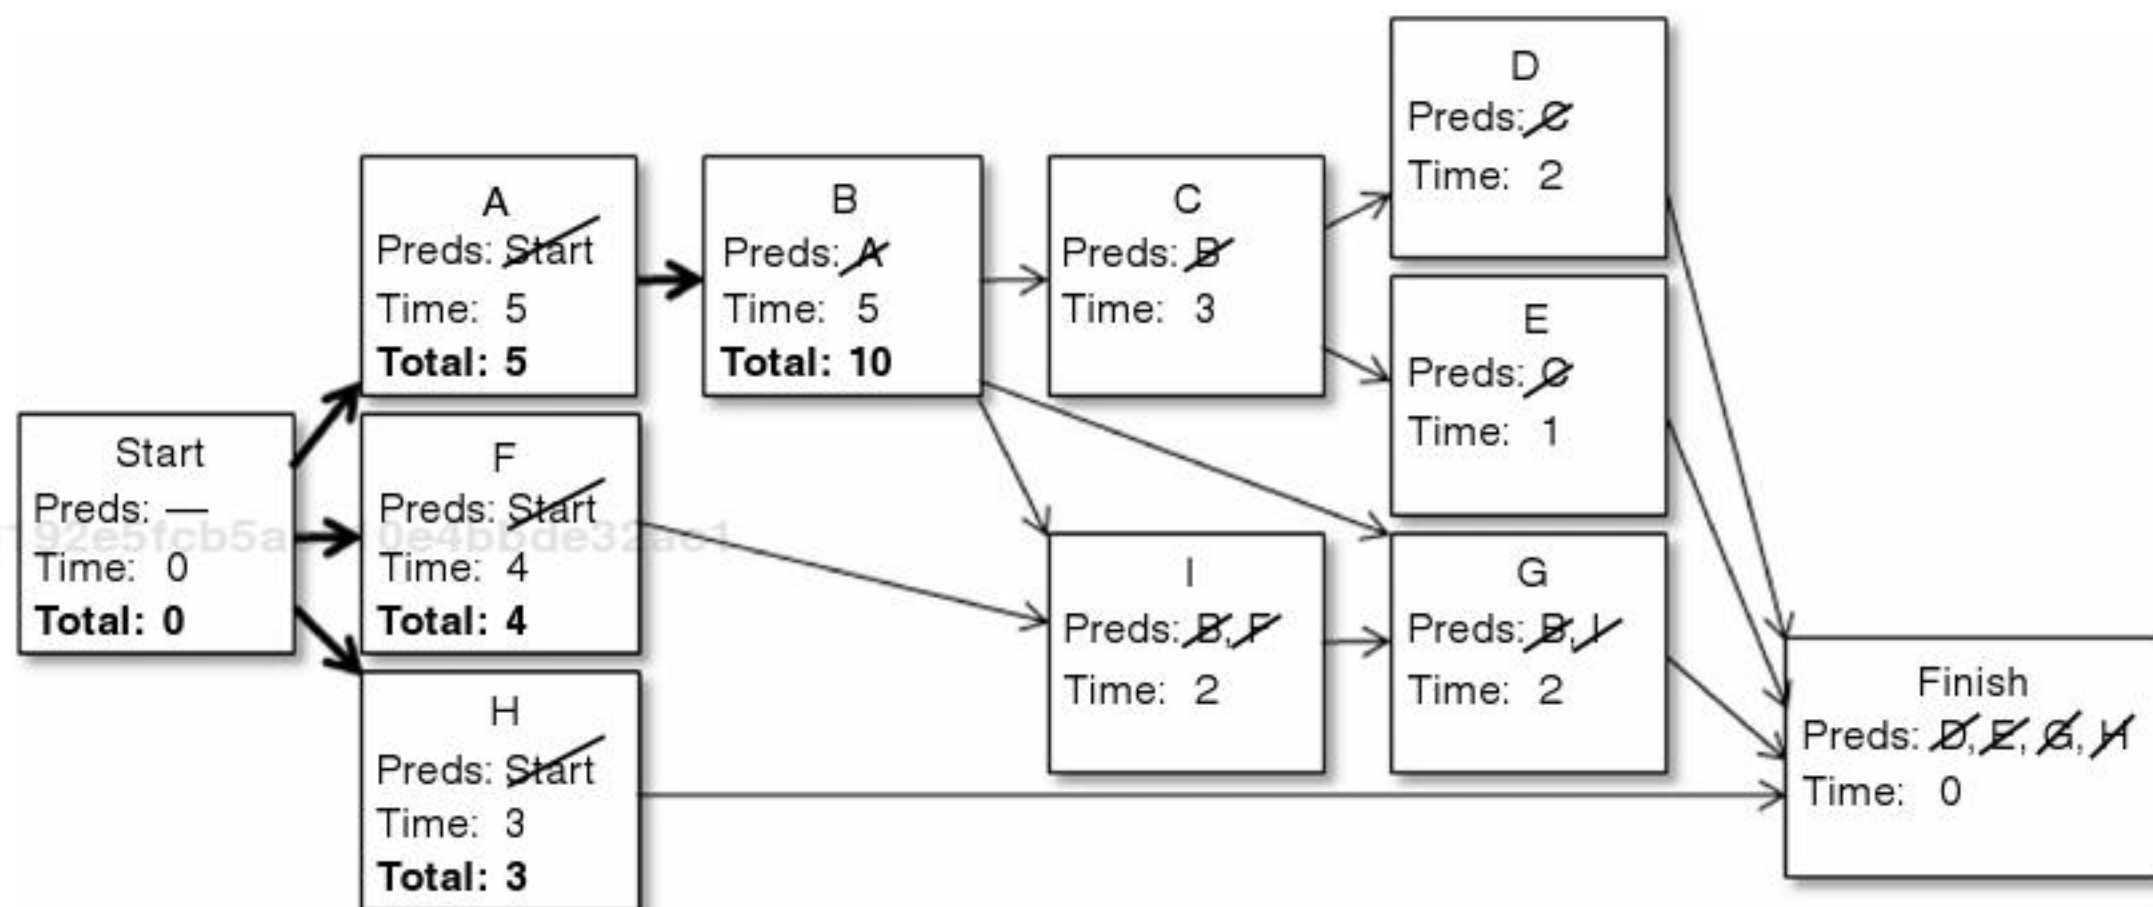 D
Preds: C
Time: 2
A
Preds: Start
Time: 5
Total: 5
B
Preds: A
Time: 5
Total: 10
C
Preds: B
Time: 3
E
Preds: C
Time: 1
Start
Preds: —
Time: 0
Total: 0
F
Preds: Start
Time: 4
Total: 4
I
Preds: B, F
Time: 2
G
Preds: B, I
Time: 2
H
Preds: Start
Time: 3
Total: 3
Finish
Preds: D, E, G, H
Time: 0